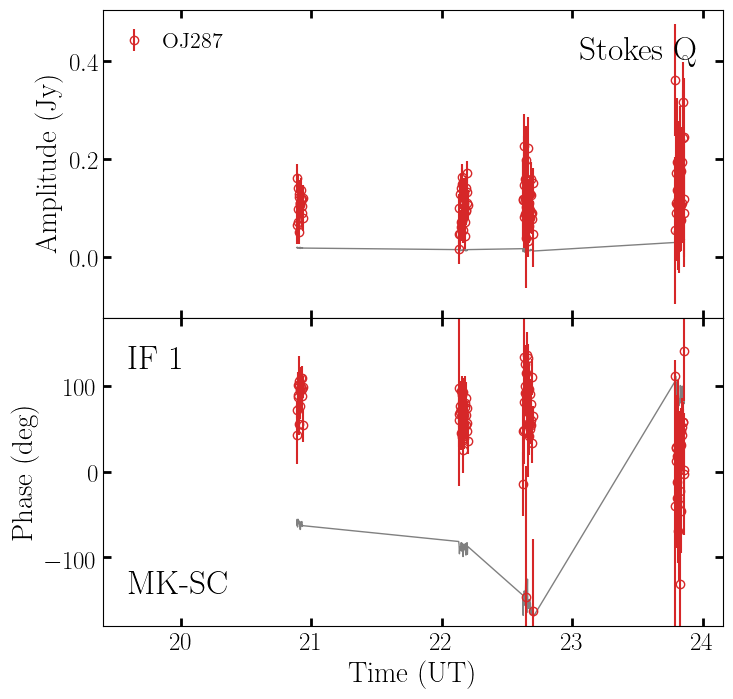 OJ287
Stokes Q
Amplitude (Jy)
0.4
0.2
0.0
IF 1
Phase (deg)
100
0
−100
MK-SC
20 21 22 23 24
Time (UT)